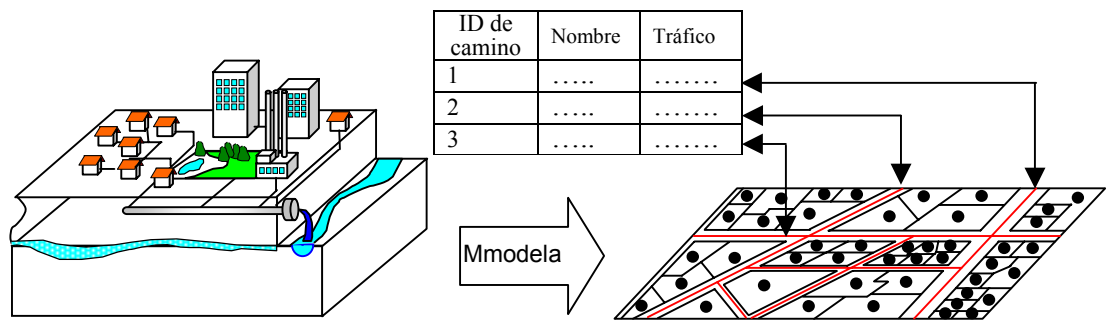 ID de camino Nombre Tráfico
1 ….. …….
2 ….. …….
3 ….. …….
Mmodela